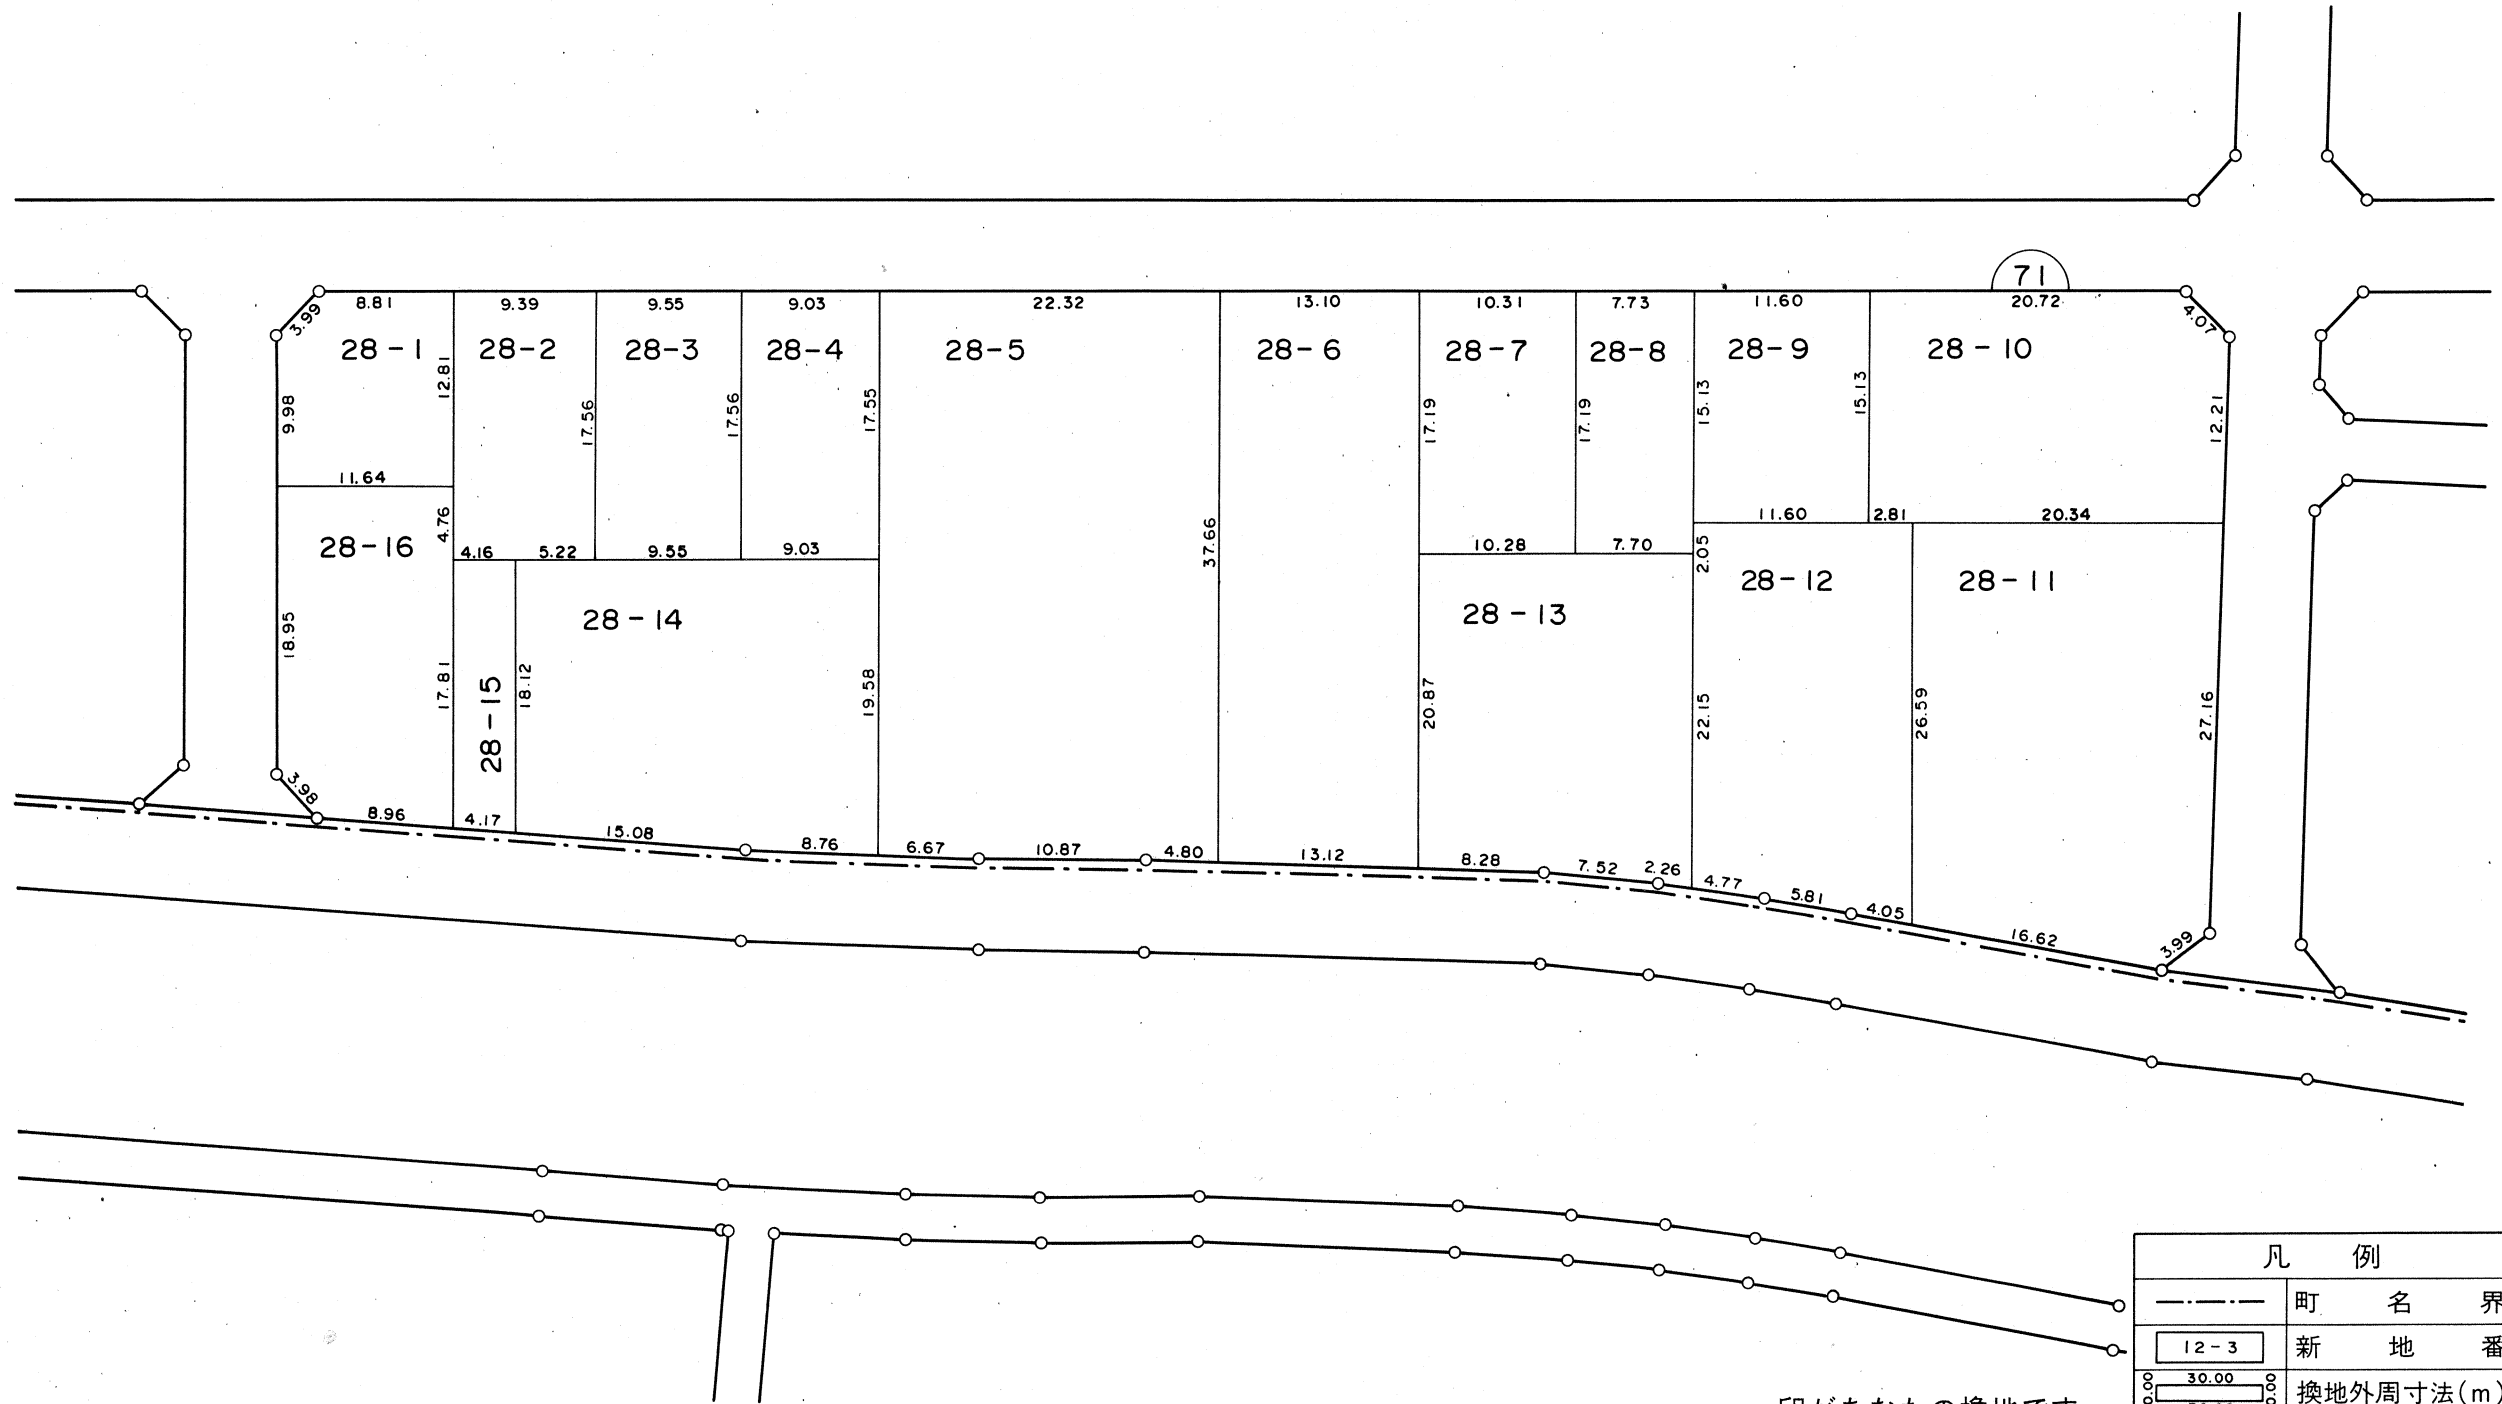 71
8.81 9.39 9.55 9.03 22.32 13.10 10.31 7.73 11.60 20.72
3.99 4.07
28-1 28-2 28-3 28-4 28-5 28-6 28-7 28-8 28-9 28-10
9.98 12.81 17.56 17.56 17.55 17.19 17.19 15.13 15.13 12.21
11.64
4.76
4.16 5.22 9.55 9.03 37.66 10.28 7.70 2.05 11.60 2.81 20.34
28-16 28-14 28-13 28-12 28-11
18.95 17.81 28-15 18.12 19.58 20.87 22.15 26.59 27.16
3.98 8.96 4.17 15.08 8.76 6.67 10.87 4.80 13.12 8.28 7.52 2.26 4.77 5.81 4.05 16.62 3.99
凡 例
町 名 界
12-3 新 地 番
30.00 換地外周寸法(m)